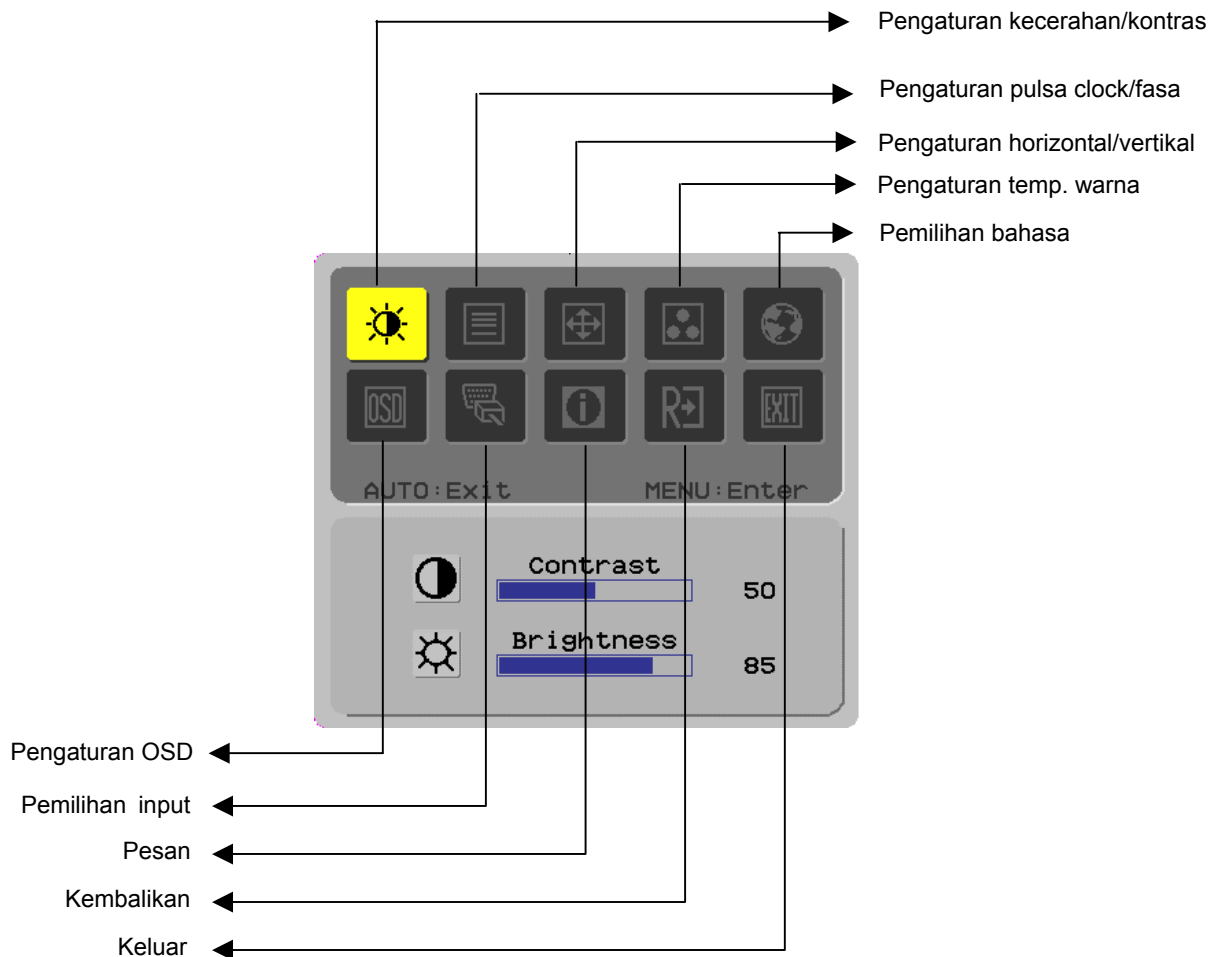 Pengaturan kecerahan/kontras
Pengaturan pulsa clock/fasa
Pengaturan horizontal/vertikal
Pengaturan temp. warna
Pemilihan bahasa
OSD
i
R
EXIT
AUTO:Exit MENU:Enter
Contrast
50
Brightness
85
Pengaturan OSD
Pemilihan input
Pesan
Kembalikan
Keluar